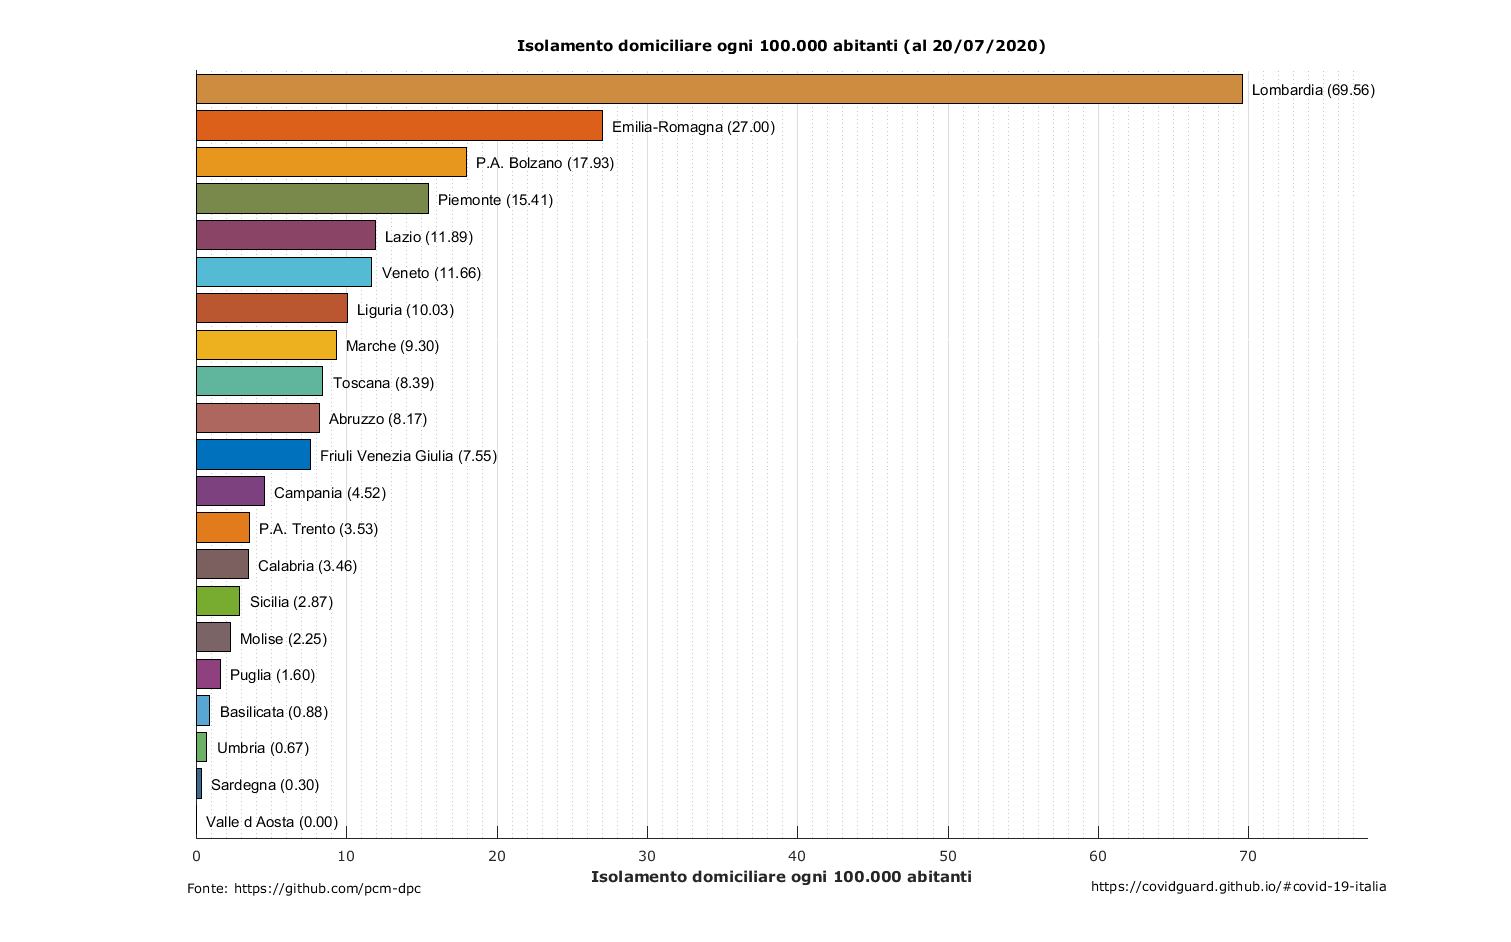 Isolamento domiciliare ogni 100.000 abitanti (al 20/07/2020)
Lombardia (69.56)
Emilia-Romagna (27.00)
P.A. Bolzano (17.93)
Piemonte (15.41)
Lazio (11.89)
Veneto (11.66)
Liguria (10.03)
Marche (9.30)
Toscana (8.39)
Abruzzo (8.17)
Friuli Venezia Giulia (7.55)
Campania (4.52)
P.A. Trento (3.53)
Calabria (3.46)
Sicilia (2.87)
Molise (2.25)
Puglia (1.60)
Basilicata (0.88)
Umbria (0.67)
Sardegna (0.30)
Valle d Aosta (0.00)
0 10 20 30 40 50 60 70
Isolamento domiciliare ogni 100.000 abitanti
Fonte: https://github.com/pcm-dpc
https://covidguard.github.io/#covid-19-italia